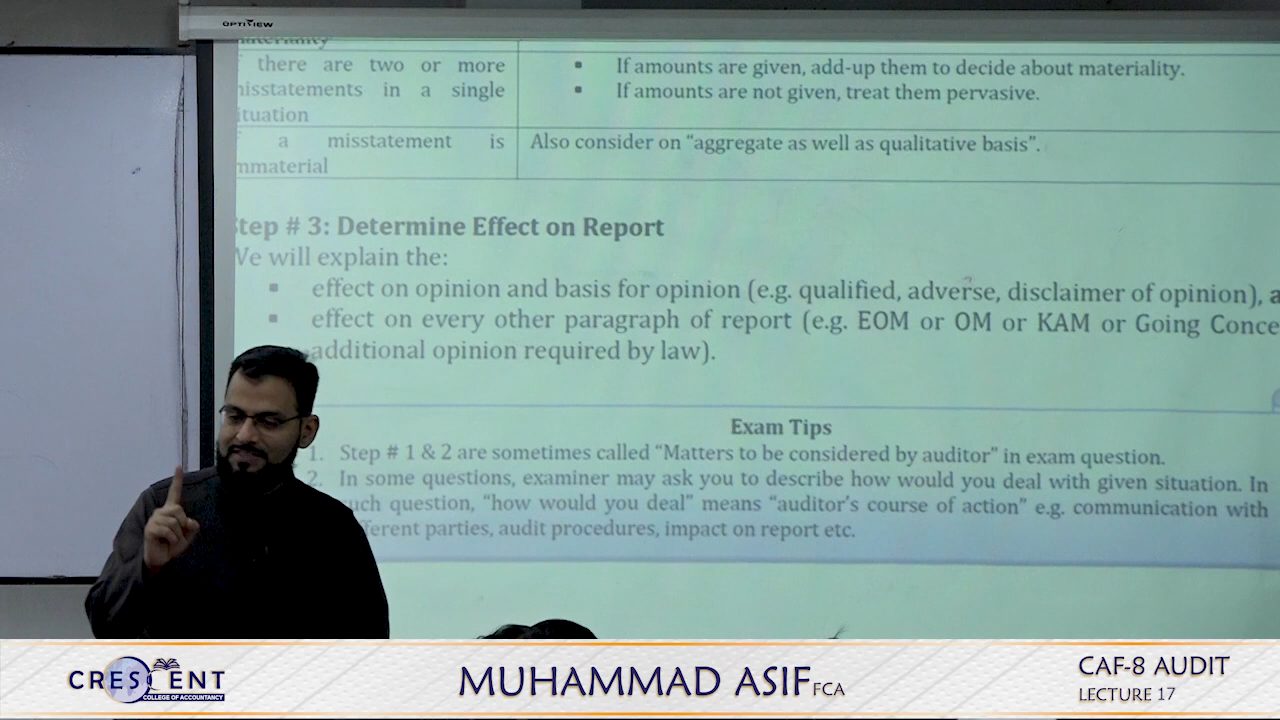 OPTIVIEW
materiality
there are two or more
misstatements in a single
situation
▪ If amounts are given, add-up them to decide about materiality.
▪ If amounts are not given, treat them pervasive.
a misstatement is
immaterial
Also consider on “aggregate as well as qualitative basis”.
Step # 3: Determine Effect on Report
We will explain the:
▪ effect on opinion and basis for opinion (e.g. qualified, adverse, disclaimer of opinion), a
▪ effect on every other paragraph of report (e.g. EOM or OM or KAM or Going Conce
additional opinion required by law).
Exam Tips
1. Step # 1 & 2 are sometimes called “Matters to be considered by auditor” in exam question.
2. In some questions, examiner may ask you to describe how would you deal with given situation. In
uch question, “how would you deal” means “auditor’s course of action” e.g. communication with
ferent parties, audit procedures, impact on report etc.
CRESCENT
COLLEGE OF ACCOUNTANCY
MUHAMMAD ASIF FCA
CAF-8 AUDIT
LECTURE 17